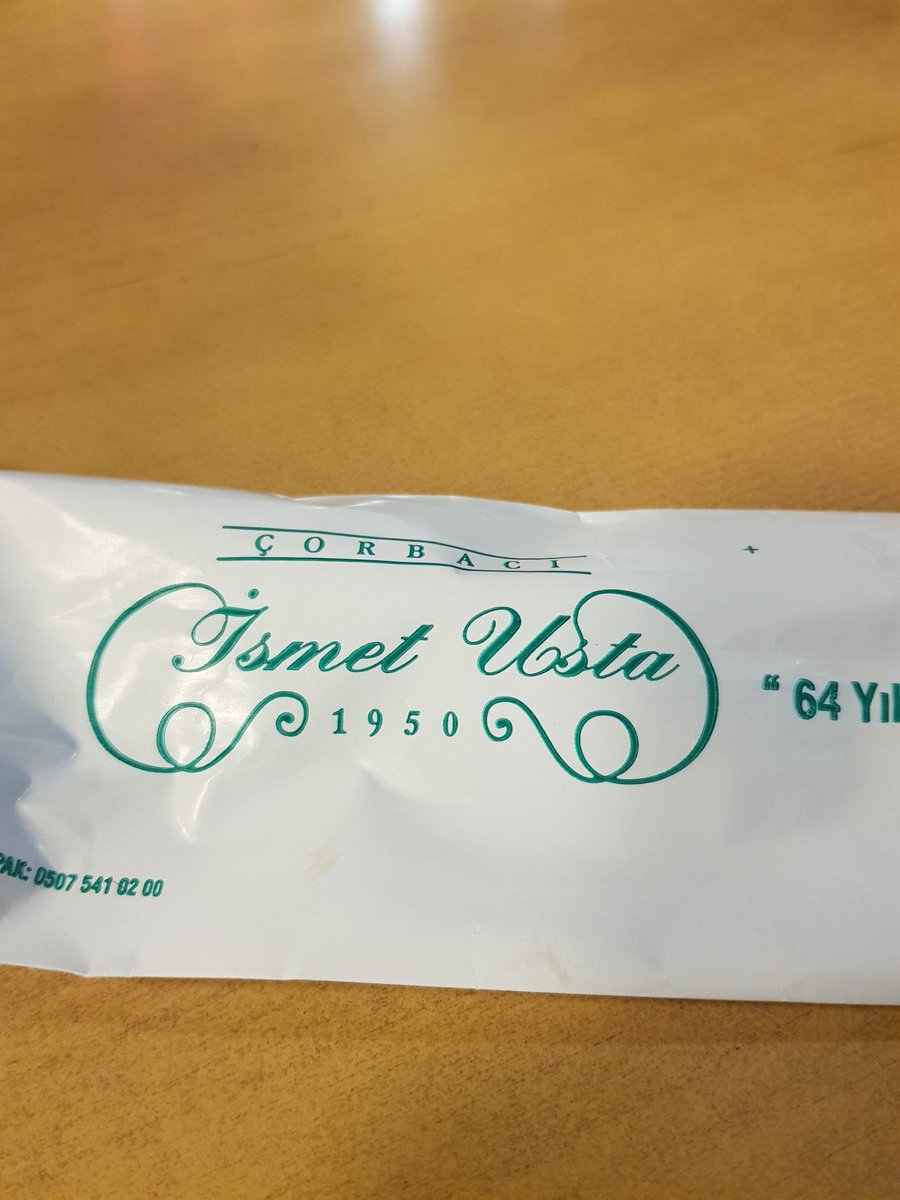 ÇORBACI
İsmet Usta
1950
“ 64 Yıl
PAK: 0507 541 02 00